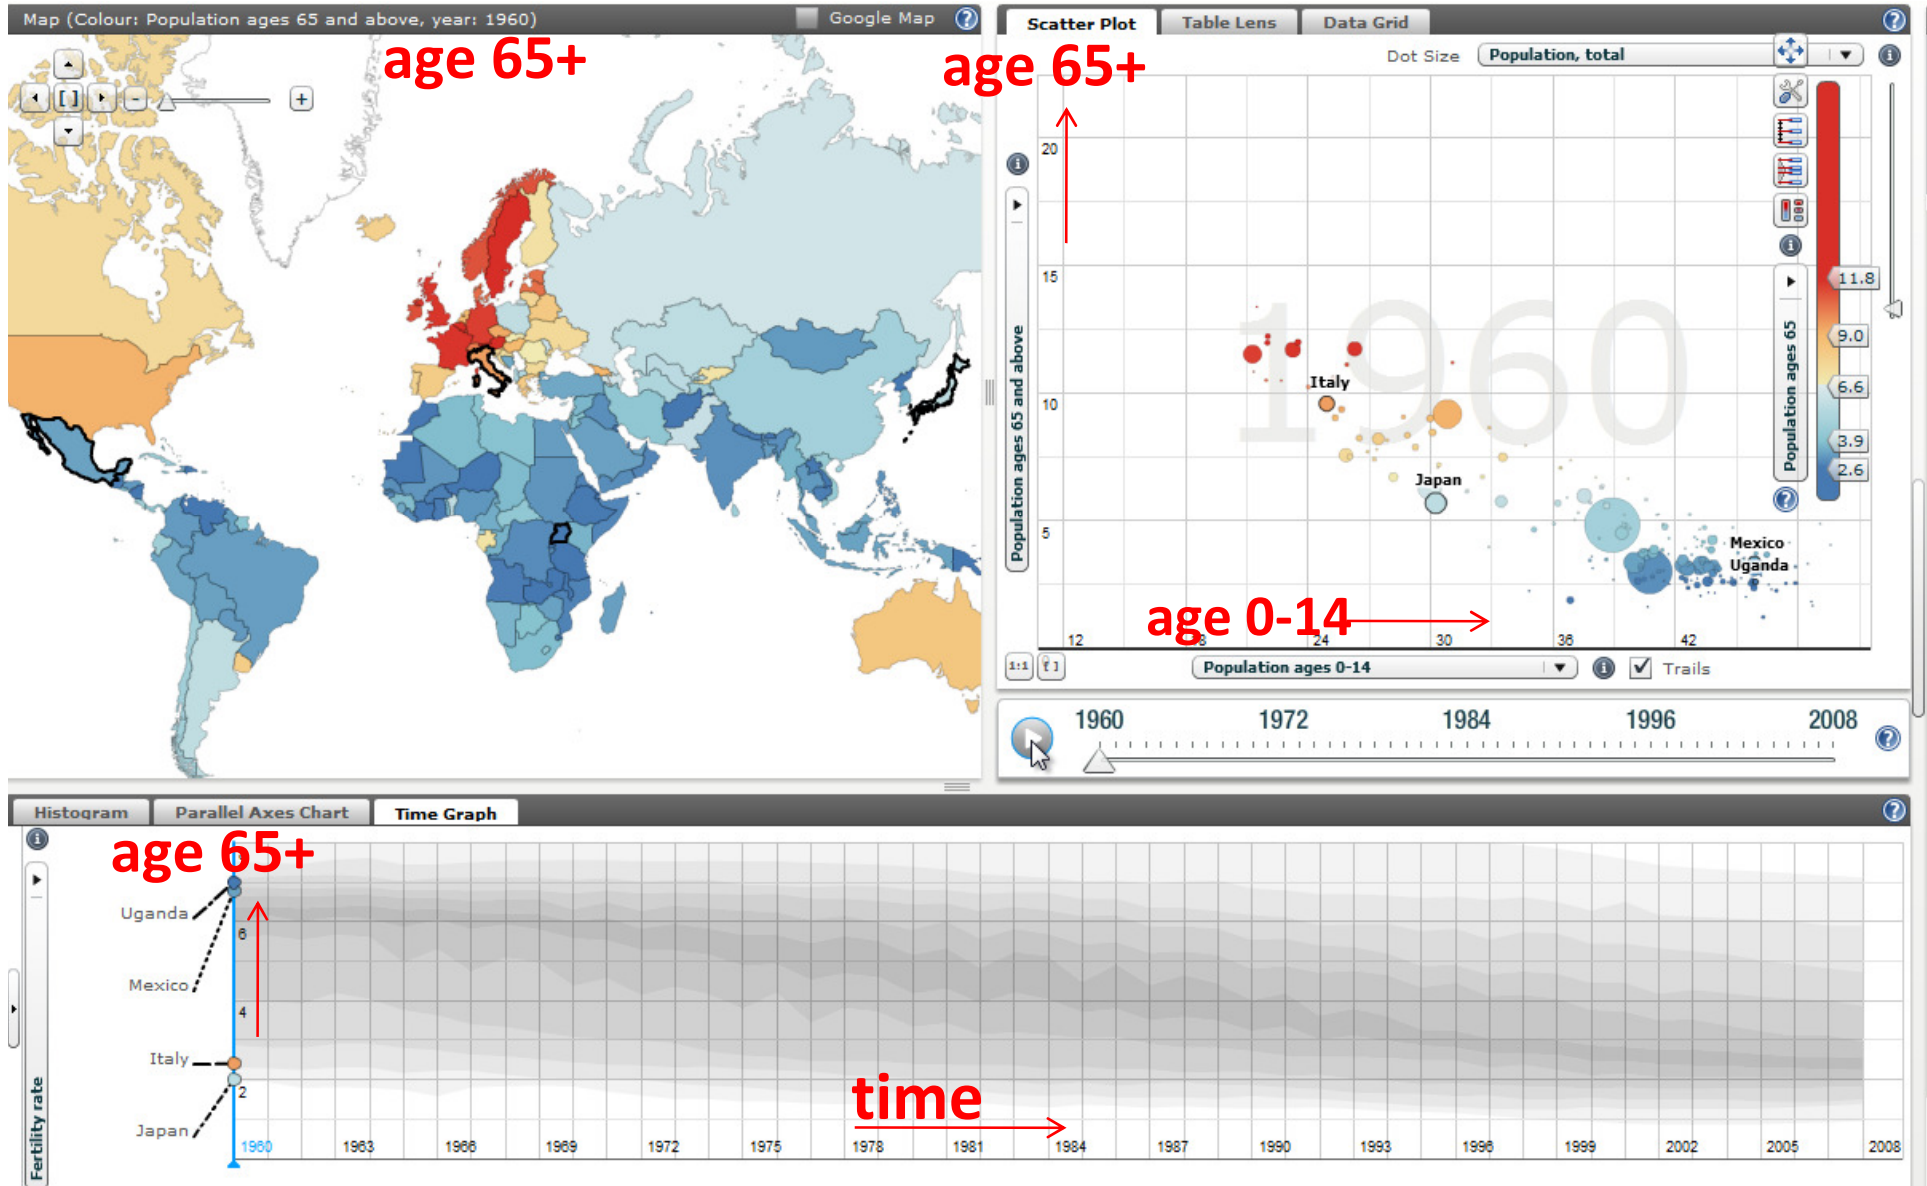 Map (Colour: Population ages 65 and above, year: 1960)
Google Map
?
age 65+
[ ]
-
+
Scatter Plot
Table Lens
Data Grid
?
Dot Size
Population, total
i
age 65+
1960
20
15
10
5
Population ages 65 and above
Italy
Japan
Mexico
Uganda
11.8
9.0
6.6
3.9
2.6
Population ages 65
?
age 0-14
12
24
30
36
42
1:1
Population ages 0-14
i
Trails
1960
1972
1984
1996
2008
?
Histogram
Parallel Axes Chart
Time Graph
?
age 65+
Uganda
Mexico
Italy
Japan
6
4
2
Fertility rate
time
1960
1963
1966
1969
1972
1975
1978
1981
1984
1987
1990
1993
1996
1999
2002
2005
2008